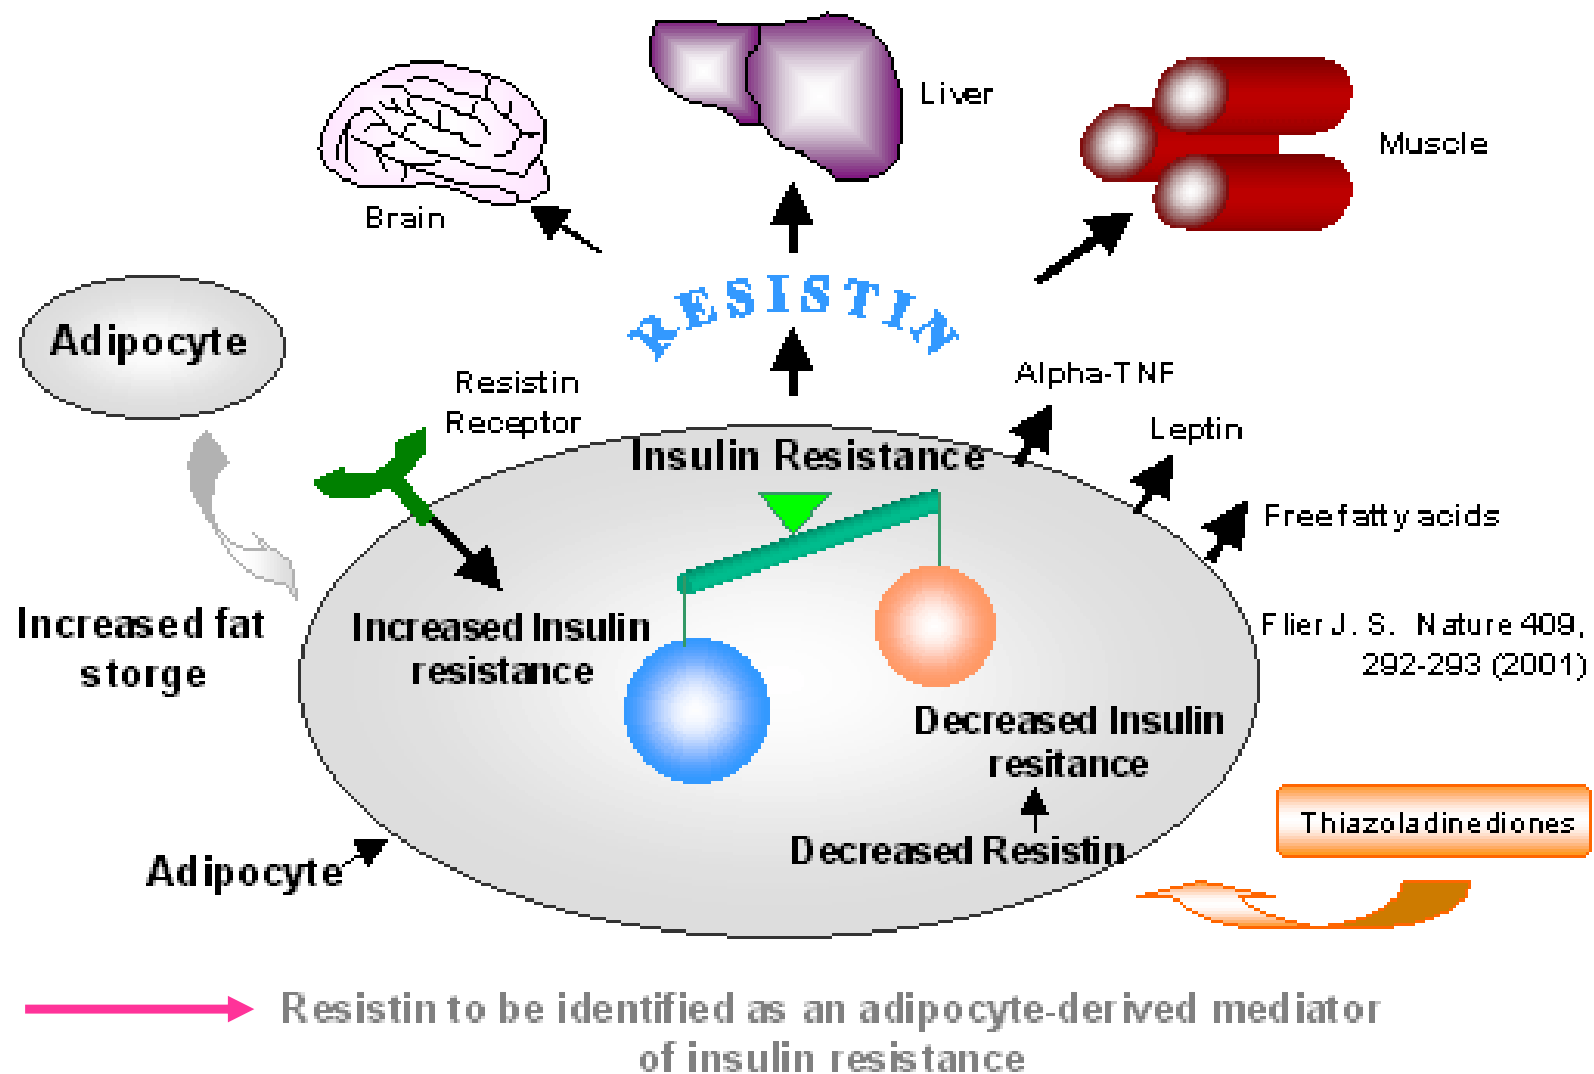 Liver
Muscle
Brain
RESISTIN
Adipocyte
Resistin
Receptor
Alpha-TNF
Leptin
Insulin Resistance
Free fatty acids
Increased fat
storge
Increased Insulin
resistance
Flier J. S. Nature 409,
292-293 (2001)
Decreased Insulin
resitance
Decreased Resistin
Thiazoladinediones
Adipocyte
Resistin to be identified as an adipocyte-derived mediator
of insulin resistance